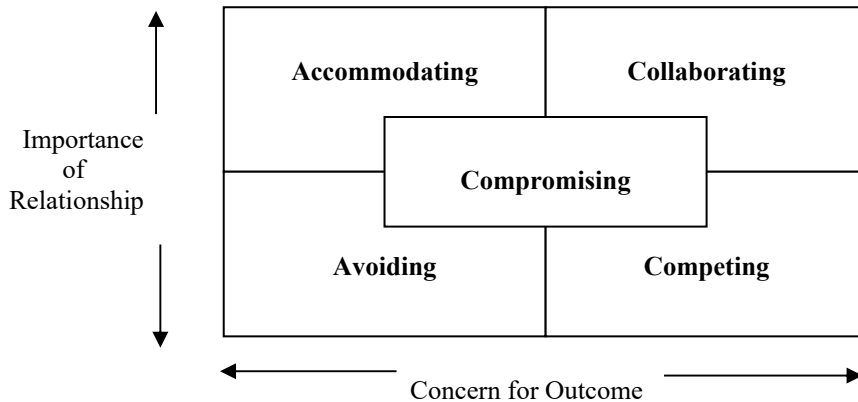 Accommodating
Collaborating
Importance
of
Relationship
Compromising
Avoiding
Competing
Concern for Outcome